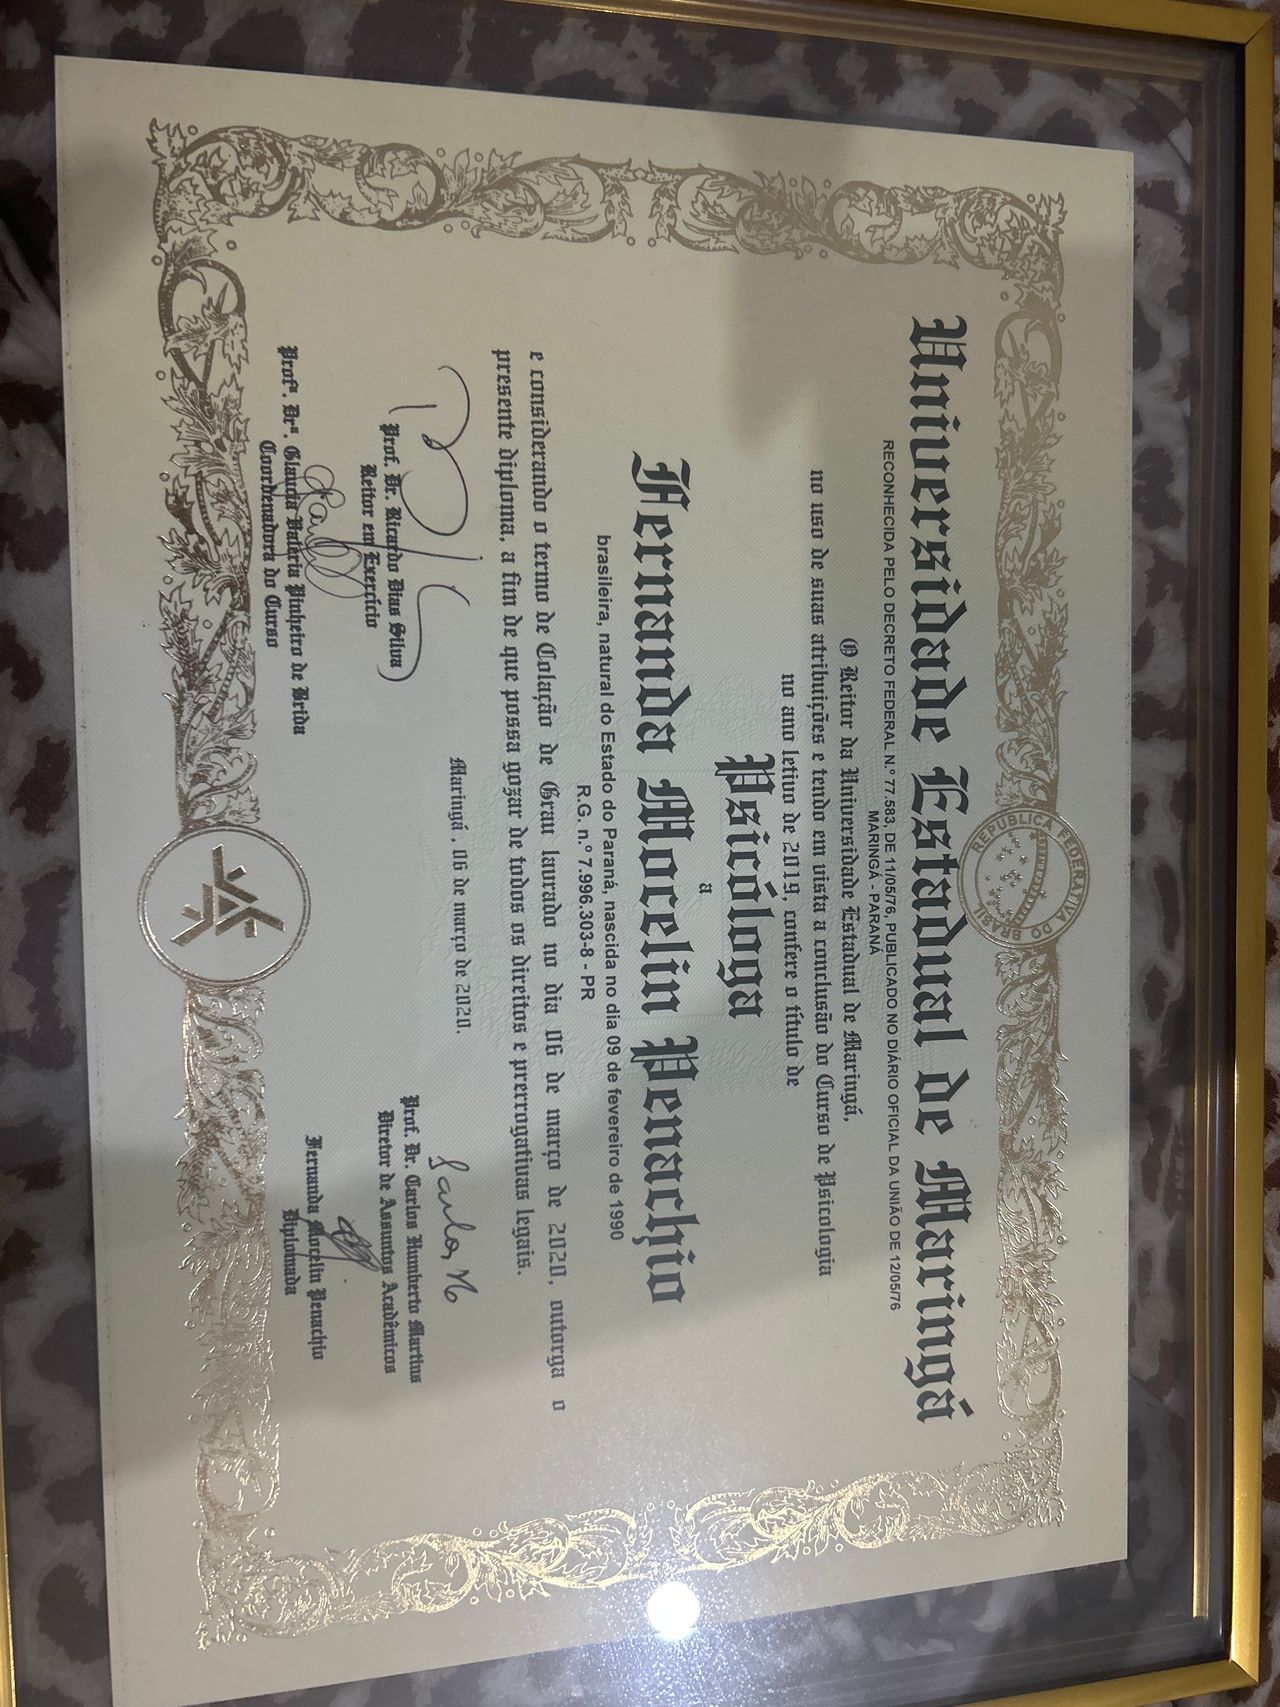 REPÚBLICA FEDERATIVA DO BRASIL
Universidade Estadual de Maringá
RECONHECIDA PELO DECRETO FEDERAL N.º 77.583, DE 11/05/76, PUBLICADO NO DIÁRIO OFICIAL DA UNIÃO DE 12/05/76
MARINGÁ - PARANÁ
O Reitor da Universidade Estadual de Maringá,
no uso de suas atribuições e tendo em vista a conclusão do Curso de Psicologia
no ano letivo de 2019, confere o título de
Psicóloga
a
Fernanda Mocelin Penachio
brasileira, natural do Estado do Paraná, nascida no dia 09 de fevereiro de 1990
R.G. n.º 7.996.303-8 - PR
e considerando o termo de Colação de Grau lavrado no dia 06 de março de 2020, outorga o
presente diploma, a fim de que possa gozar de todos os direitos e prerrogativas legais.
Maringá , 06 de março de 2020.
Prof. Dr. Ricardo Dias Silva
Reitor em Exercício
Prof. Dr. Carlos Humberto Martins
Diretor de Assuntos Acadêmicos
Profª. Drª. Glaucia Valeria Pinheiro de Brida
Coordenadora do Curso
Fernanda Mocelin Penachio
Diplomada